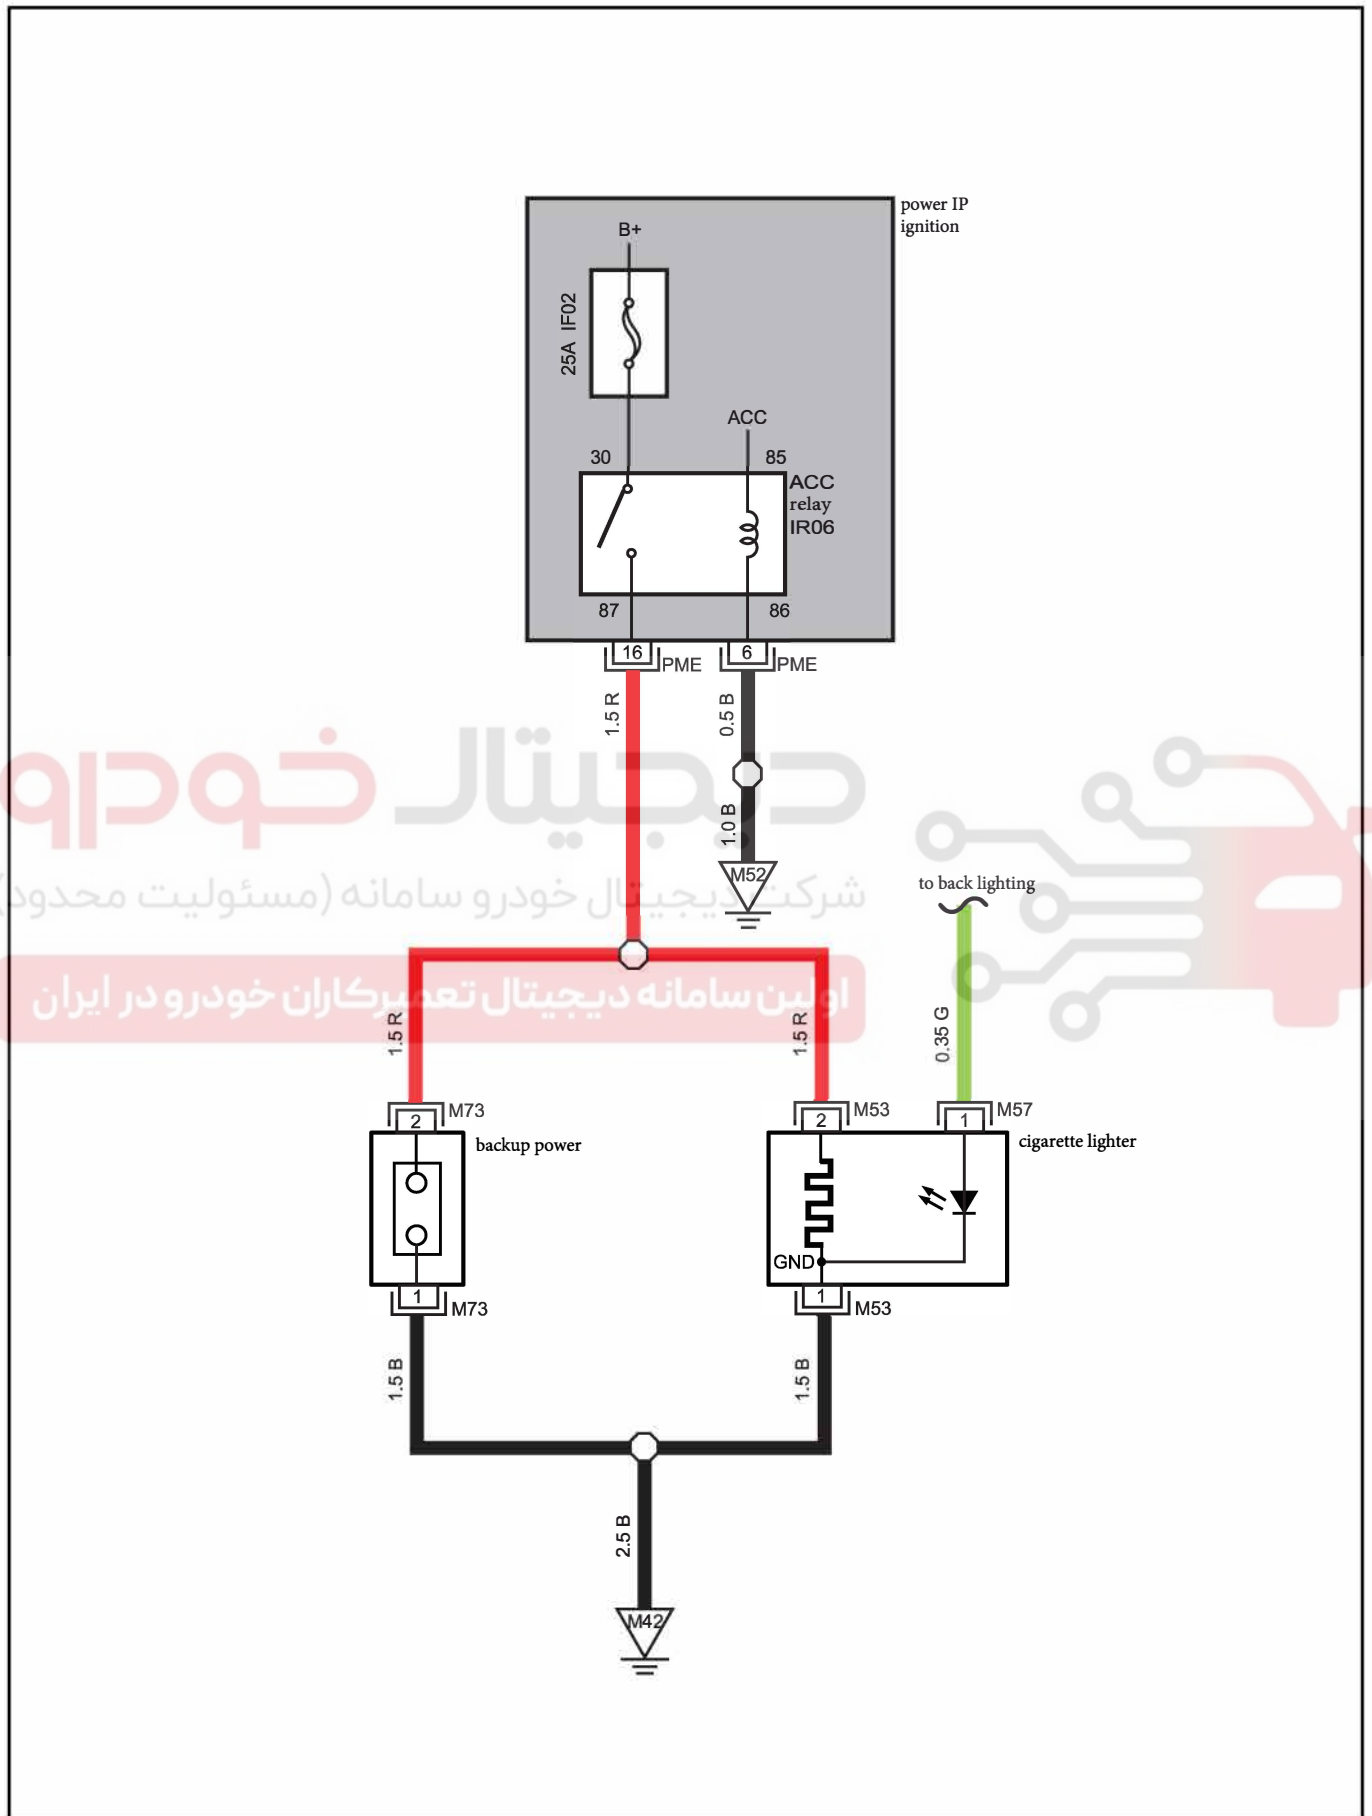 power IP
ignition
B+
25A IF02
ACC
30
85
ACC
relay
IR06
87
86
16
PME
6
PME
1.5 R
0.5 B
دیجیتال خودرو
1.0 B
M52
شرکت دیجیتال خودرو سامانه (مسئولیت محدود)
to back lighting
اولین سامانه دیجیتال تعمیرکاران خودرو در ایران
1.5 R
1.5 R
0.35 G
2
M73
2
M53
1
M57
backup power
cigarette lighter
GND
1
M73
1
M53
1.5 B
1.5 B
2.5 B
M42